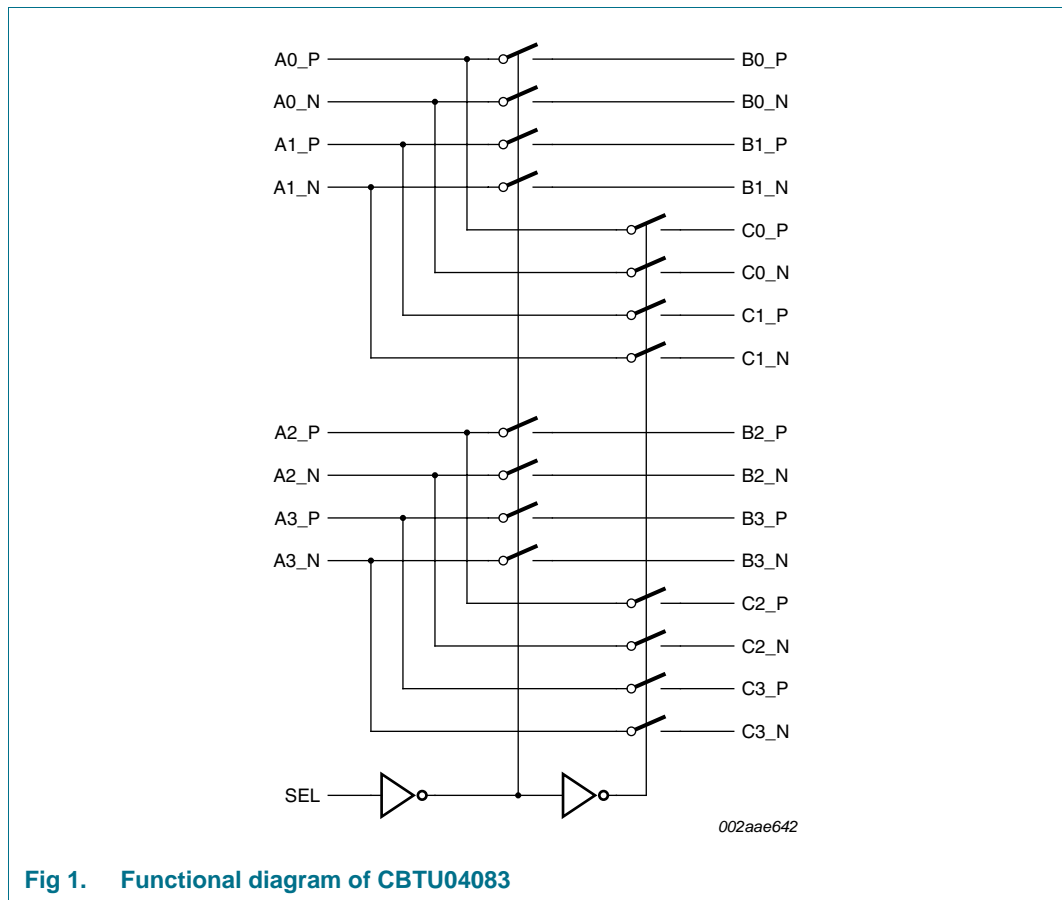 A0_P B0_P
A0_N B0_N
A1_P B1_P
A1_N B1_N
C0_P
C0_N
C1_P
C1_N
A2_P B2_P
A2_N B2_N
A3_P B3_P
A3_N B3_N
C2_P
C2_N
C3_P
C3_N
SEL
002aae642
Fig 1. Functional diagram of CBTU04083